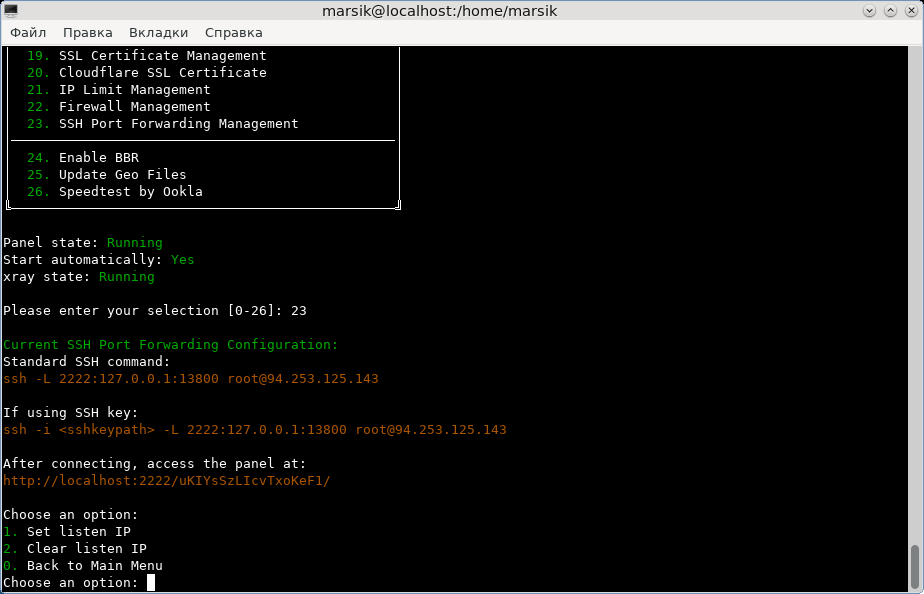 marsik@localhost:/home/marsik
Файл Правка Вкладки Справка
19. SSL Certificate Management
20. Cloudflare SSL Certificate
21. IP Limit Management
22. Firewall Management
23. SSH Port Forwarding Management
24. Enable BBR
25. Update Geo Files
26. Speedtest by Ookla
Panel state: Running
Start automatically: Yes
xray state: Running
Please enter your selection [0-26]: 23
Current SSH Port Forwarding Configuration:
Standard SSH command:
ssh -L 2222:127.0.0.1:13800 root@94.253.125.143
If using SSH key:
ssh -i <sshkeypath> -L 2222:127.0.0.1:13800 root@94.253.125.143
After connecting, access the panel at:
http://localhost:2222/uKIYsSzLIcvTxoKeF1/
Choose an option:
1. Set listen IP
2. Clear listen IP
0. Back to Main Menu
Choose an option: